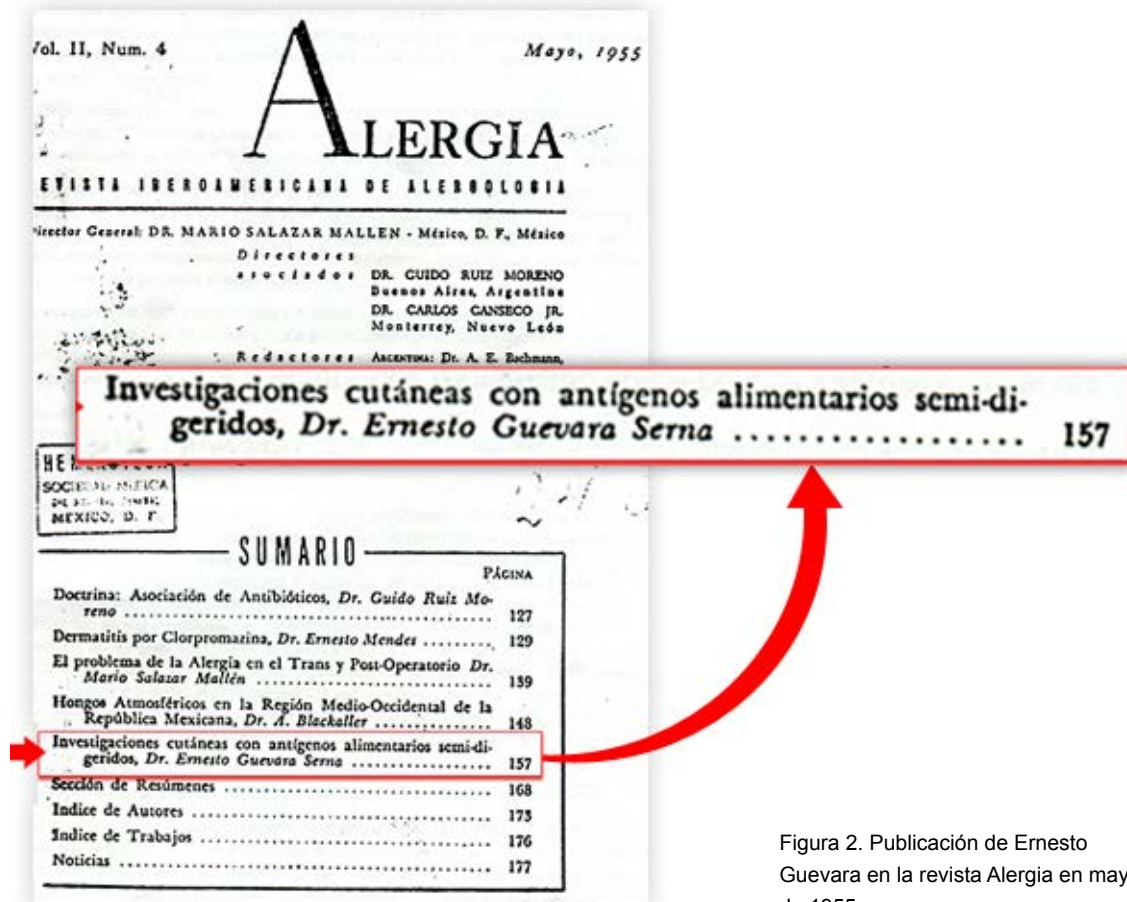 Vol. II, Num. 4
Mayo, 1955
ALERGIA
REVISTA IBEROAMERICANA DE ALERGOLOGIA
Director General: DR. MARIO SALAZAR MALLEN - México, D. F., México
Directores
asociados DR. GUIDO RUIZ MORENO
Buenos Aires, Argentina
DR. CARLOS CANSECO JR.
Monterrey, Nuevo León
Redactores ARGENTINA: Dr. A. E. Bachmann,
Investigaciones cutáneas con antígenos alimentarios semi-di-
geridos, Dr. Ernesto Guevara Serna .................. 157
MEXICO, D. F.
SUMARIO
PÁGINA
Doctrina: Asociación de Antibióticos, Dr. Guido Ruiz Mo-
reno .................. 127
Dermatitis por Clorpromazina, Dr. Ernesto Mendes ......... 129
El problema de la Alergia en el Trans y Post-Operatorio Dr.
Mario Salazar Mallén .................. 139
Hongos Atmosféricos en la Región Medio-Occidental de la
República Mexicana, Dr. A. Blackaller .................. 148
Investigaciones cutáneas con antígenos alimentarios semi-di-
geridos, Dr. Ernesto Guevara Serna .................. 157
Sección de Resúmenes .................. 168
Indice de Autores .................. 173
Indice de Trabajos .................. 176
Noticias .................. 177
Figura 2. Publicación de Ernesto
Guevara en la revista Alergia en may